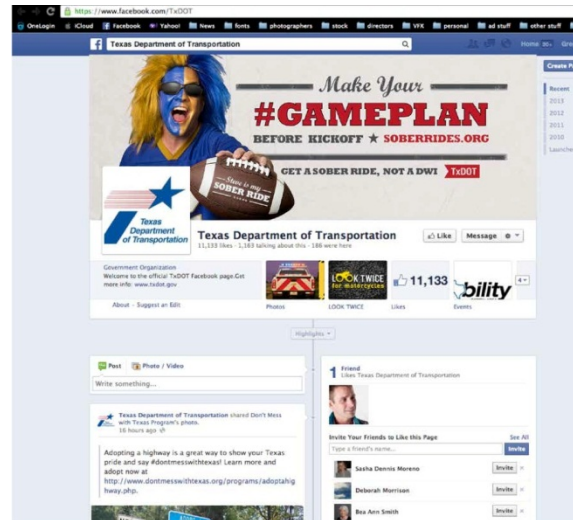 https://www.facebook.com/TxDOT
OneLogin iCloud Facebook Yahoo! News fonts photographers stock directors VFK personal ad stuff other stuff
Texas Department of Transportation
Home
Create
Make Your
#GAMEPLAN
BEFORE KICKOFF ★ SOBERRIDES.ORG
GET A SOBER RIDE, NOT A DWI TxDOT
Steve is my
SOBER RIDE
Texas
Department
of Transportation
Recent
2013
2012
2011
2010
Texas Department of Transportation
11,133 likes · 1,183 talking about this · 186 were here
Like
Message
Government Organization
Welcome to the official TxDOT Facebook page.Get
more info: www.txdot.gov
About – Suggest an Edit
LOOK TWICE
for motorcycles
11,133
bility
4
Photos
LOOK TWICE
Likes
Events
Highlights
Post
Photo / Video
Write something...
Texas Department of Transportation shared Don't Mess
with Texas Program's photo.
16 hours ago
Adopting a highway is a great way to show your Texas
pride and say #dontmesswithtexas! Learn more and
adopt now at
http://www.dontmesswithtexas.org/programs/adoptahig
hway.php.
1 Friend
Likes Texas Department of Transportation
Invite Your Friends to Like this Page
See All
Type a friend's name...
Invite
Sasha Dennis Moreno
Invite
Deborah Morrison
Invite
Bea Ann Smith
Invite